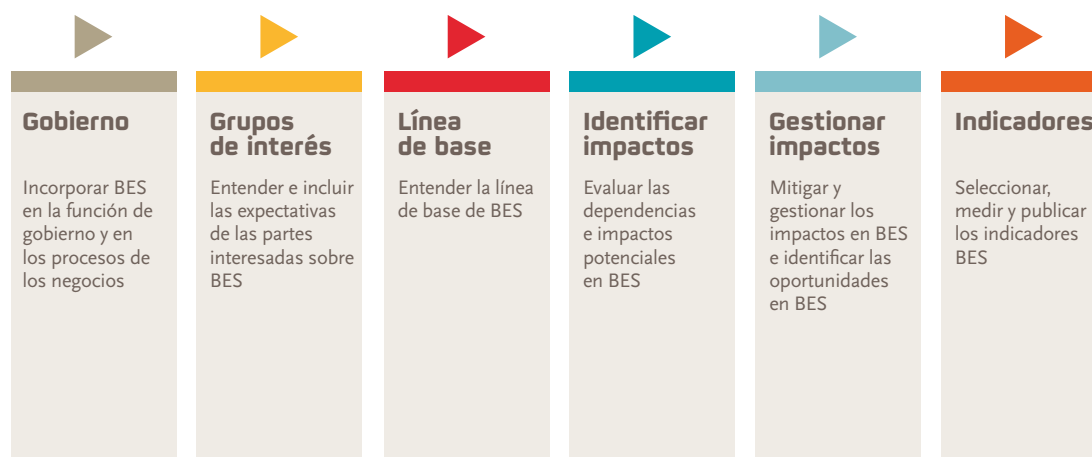 Gobierno
Incorporar BES
en la función de
gobierno y en
los procesos de
los negocios
Grupos
de interés
Entender e incluir
las expectativas
de las partes
interesadas sobre
BES
Línea
de base
Entender la línea
de base de BES
Identificar
impactos
Evaluar las
dependencias
e impactos
potenciales
en BES
Gestionar
impactos
Mitigar y
gestionar los
impactos en BES
e identificar las
oportunidades
en BES
Indicadores
Seleccionar,
medir y publicar
los indicadores
BES